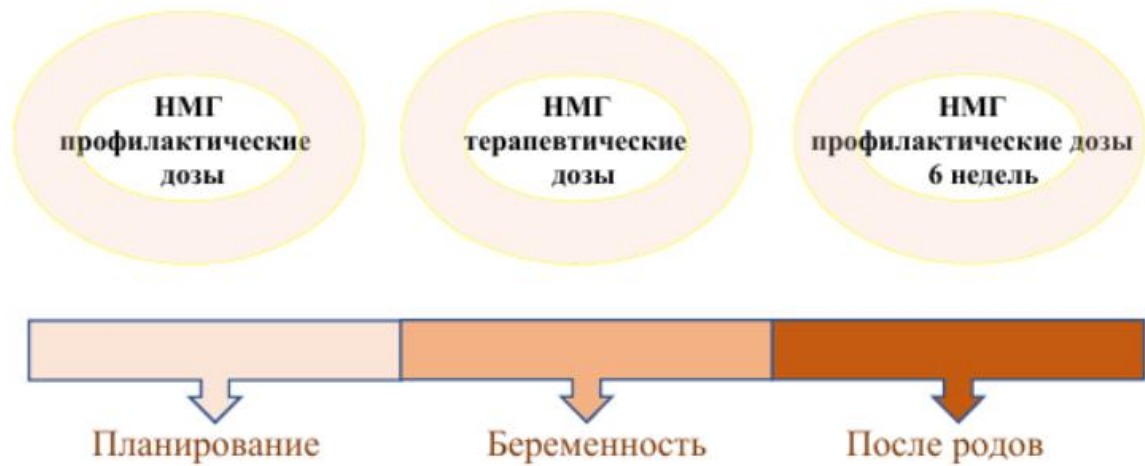 НМГ
профилактические
дозы
НМГ
терапевтические
дозы
НМГ
профилактические дозы
6 недель
Планирование
Беременность
После родов